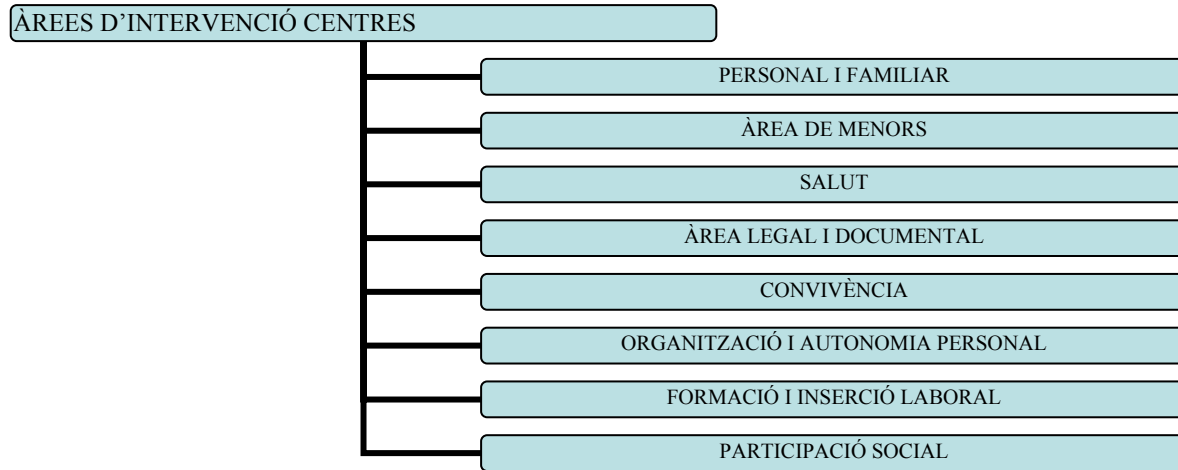 ÀREES D’INTERVENCIÓ CENTRES
PERSONAL I FAMILIAR
ÀREA DE MENORS
SALUT
ÀREA LEGAL I DOCUMENTAL
CONVIVÈNCIA
ORGANITZACIÓ I AUTONOMIA PERSONAL
FORMACIÓ I INSERCIÓ LABORAL
PARTICIPACIÓ SOCIAL